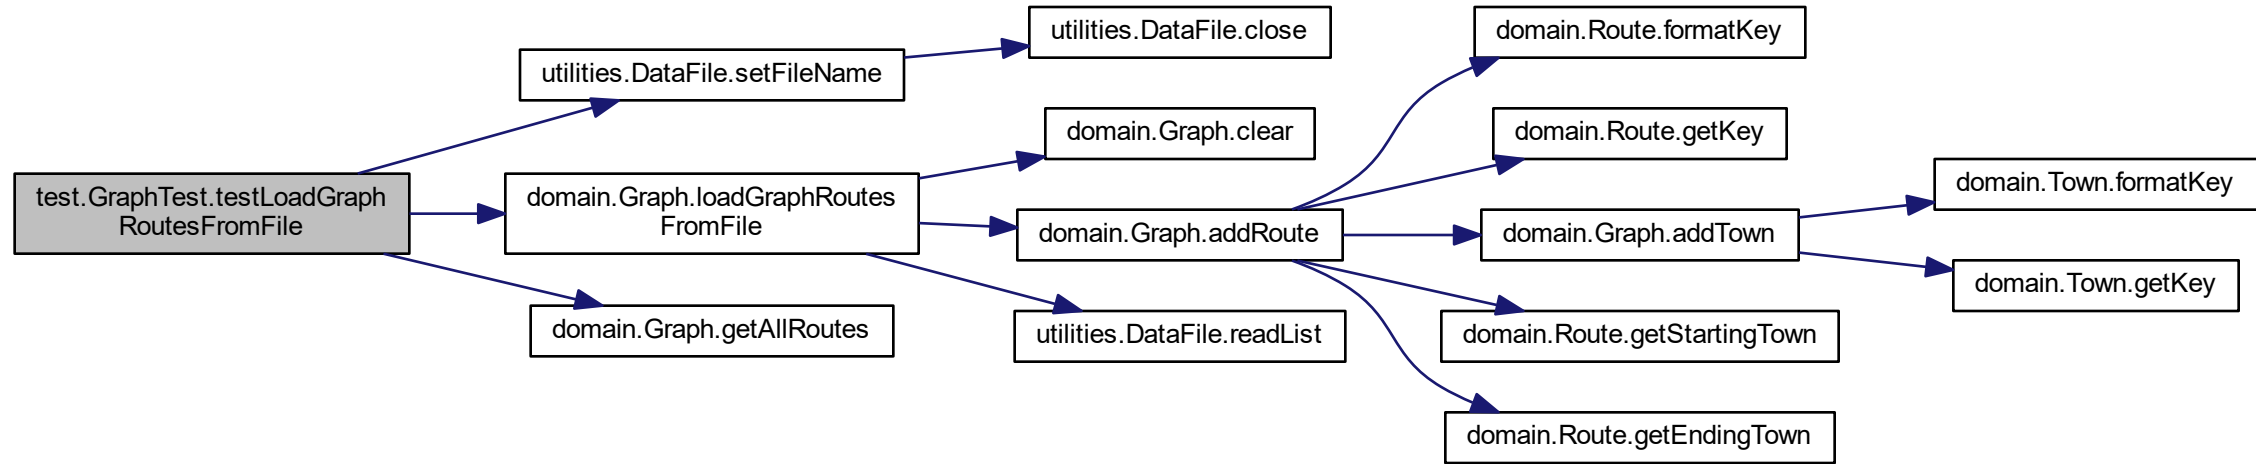 test.GraphTest.testLoadGraph
RoutesFromFile
utilities.DataFile.setFileName
domain.Graph.loadGraphRoutes
FromFile
domain.Graph.getAllRoutes
utilities.DataFile.close
domain.Graph.clear
domain.Graph.addRoute
utilities.DataFile.readList
domain.Route.formatKey
domain.Route.getKey
domain.Graph.addTown
domain.Route.getStartingTown
domain.Route.getEndingTown
domain.Town.formatKey
domain.Town.getKey